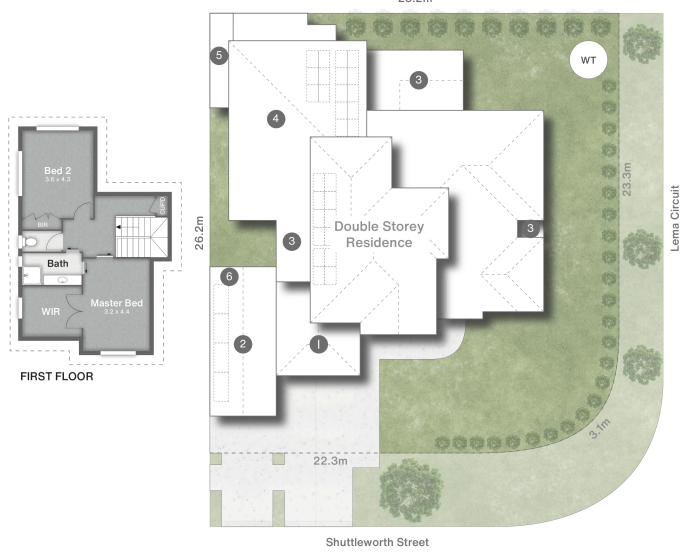 WT
5
3
4
23.3m
Lema Circuit
Bed 2
3.6 x 4.3
CUP'D
BIR
26.2m
Double Storey
Residence
3
3
Bath
6
Master Bed
3.2 x 4.4
WIR
2
1
FIRST FLOOR
3.1m
22.3m
Shuttleworth Street